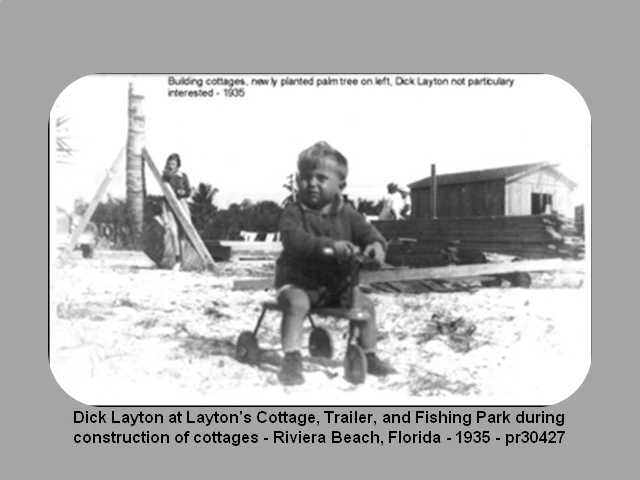 Building cottages, newly planted palm tree on left, Dick Layton not particulary
interested - 1935
Dick Layton at Layton's Cottage, Trailer, and Fishing Park during
construction of cottages - Riviera Beach, Florida - 1935 - pr30427